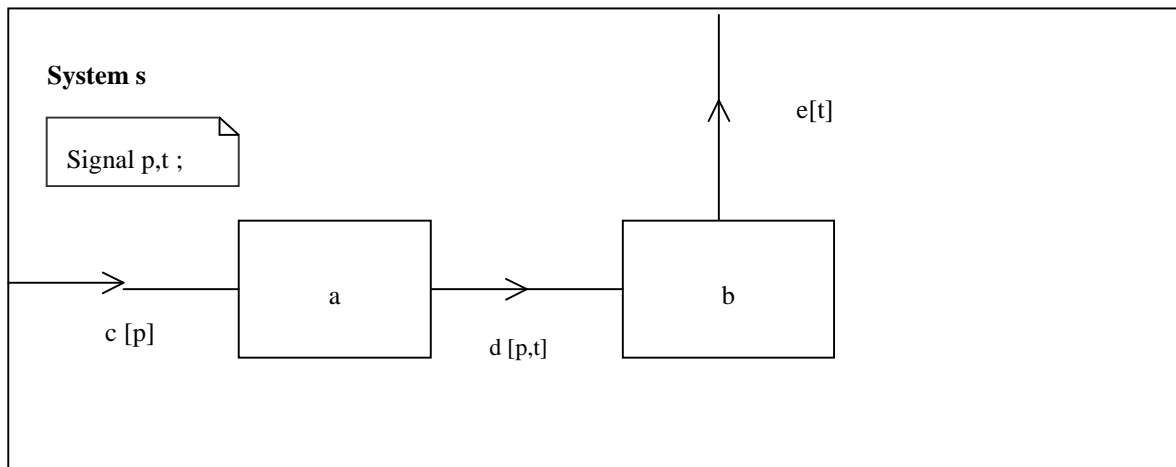 System s
e[t]
Signal p,t ;
a
b
c [p]
d [p,t]